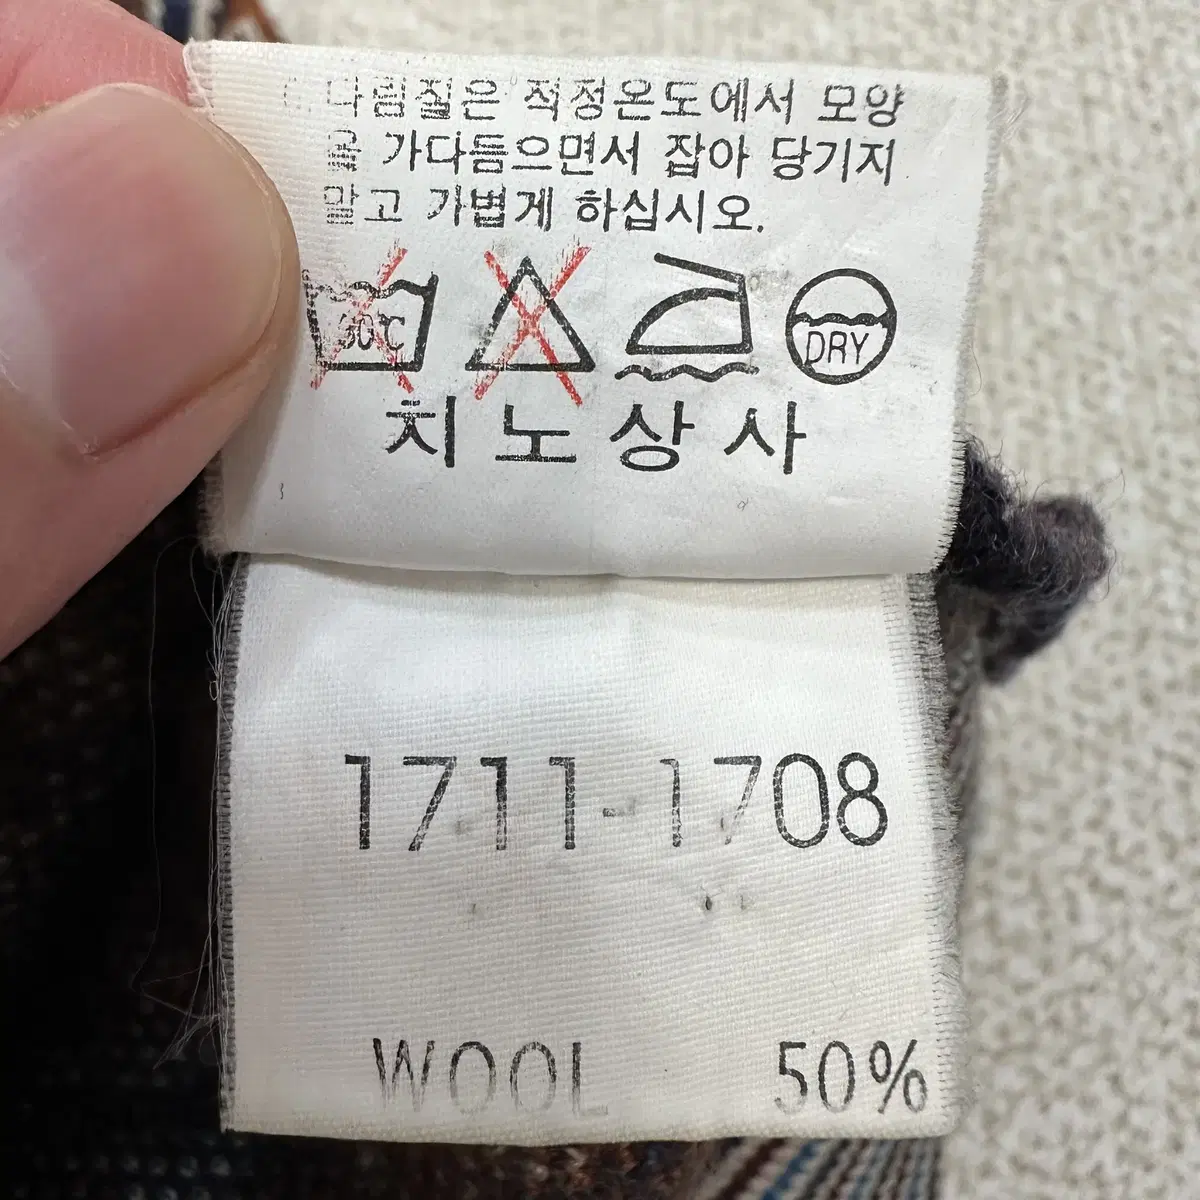 다림질은 적정온도에서 모양
을 가다듬으면서 잡아 당기지
말고 가볍게 하십시오.
30℃ DRY
치노상사
1711-1708
WOOL 50%